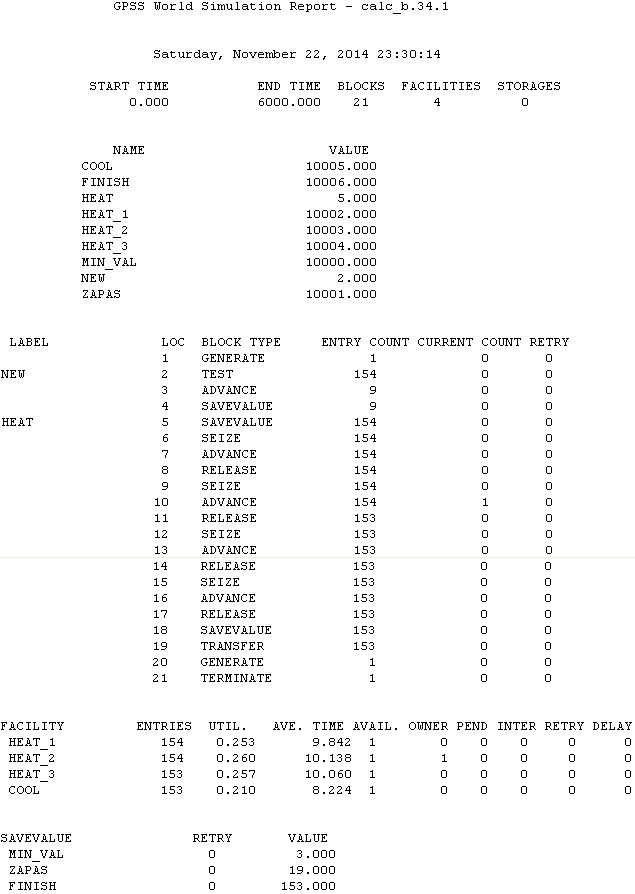 GPSS World Simulation Report - calc_b.34.1
Saturday, November 22, 2014 23:30:14
START TIME END TIME BLOCKS FACILITIES STORAGES
0.000 6000.000 21 4 0
NAME VALUE
COOL 10005.000
FINISH 10006.000
HEAT 5.000
HEAT_1 10002.000
HEAT_2 10003.000
HEAT_3 10004.000
MIN_VAL 10000.000
NEW 2.000
ZAPAS 10001.000
LABEL LOC BLOCK TYPE ENTRY COUNT CURRENT COUNT RETRY
1 GENERATE 1 0 0
NEW 2 TEST 154 0 0
3 ADVANCE 9 0 0
4 SAVEVALUE 9 0 0
HEAT 5 SAVEVALUE 154 0 0
6 SEIZE 154 0 0
7 ADVANCE 154 0 0
8 RELEASE 154 0 0
9 SEIZE 154 0 0
10 ADVANCE 154 1 0
11 RELEASE 153 0 0
12 SEIZE 153 0 0
13 ADVANCE 153 0 0
14 RELEASE 153 0 0
15 SEIZE 153 0 0
16 ADVANCE 153 0 0
17 RELEASE 153 0 0
18 SAVEVALUE 153 0 0
19 TRANSFER 153 0 0
20 GENERATE 1 0 0
21 TERMINATE 1 0 0
FACILITY ENTRIES UTIL. AVE. TIME AVAIL. OWNER PEND INTER RETRY DELAY
HEAT_1 154 0.253 9.842 1 0 0 0 0 0
HEAT_2 154 0.260 10.138 1 1 0 0 0 0
HEAT_3 153 0.257 10.060 1 0 0 0 0 0
COOL 153 0.210 8.224 1 0 0 0 0 0
SAVEVALUE RETRY VALUE
MIN_VAL 0 3.000
ZAPAS 0 19.000
FINISH 0 153.000